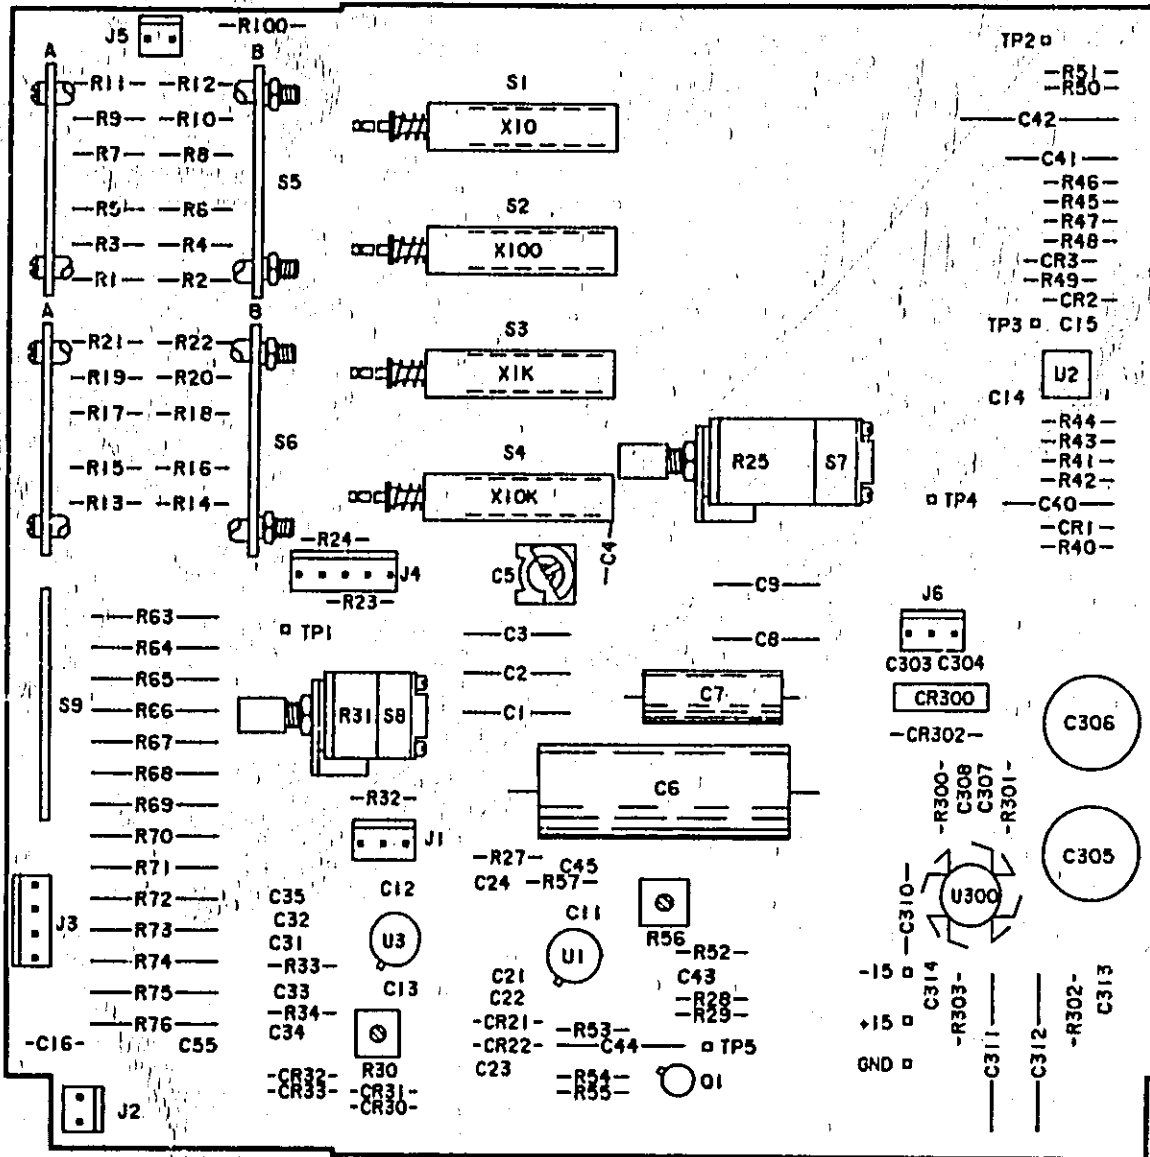 J5
-R100-
A
B
-R11- -R12-
-R9- -R10-
-R7- -R8-
S5
-R5- -R6-
-R3- -R4-
-R1- -R2-
A
B
-R21- -R22-
-R19- -R20-
-R17- -R18-
S6
-R15- -R16-
-R13- -R14-
S1
X10
S2
X100
S3
X1K
S4
X10K
R25 S7
TP2
-R51-
-R50-
-C42-
-C41-
-R46-
-R45-
-R47-
-R48-
-CR3-
-R49-
-CR2-
TP3 C15
U2
C14
-R44-
-R43-
-R41-
-R42-
TP4
-C40-
-CR1-
-R40-
-R24-
J4
-R23-
C5
-C4-
TP1
-C3-
-C2-
-C1-
-C9-
-C8-
C7
C6
J6
C303 C304
CR300
-CR302-
C306
-R300-
C308
C307
-R301-
C305
U300
-C310-
S9
-R63-
-R64-
-R65-
-R66-
-R67-
-R68-
-R69-
-R70-
-R71-
-R72-
-R73-
-R74-
-R75-
-R76-
R31 S8
-R32-
J1
J3
C35
C32
C31
-R33-
C33
-R34-
C34
C12
U3
C13
R30
-CR32-
-CR33-
-CR31-
-CR30-
-R27-
C45
C24 -R57-
C11
U1
C21
C22
-CR21-
-CR22-
C23
-R53-
-C44-
-R54-
-R55-
R56
-R52-
C43
-R28-
-R29-
TP5
Q1
-15
+15
GND
C314
-R303-
-C311-
-C312-
-R302-
C313
-C16-
C55
J2